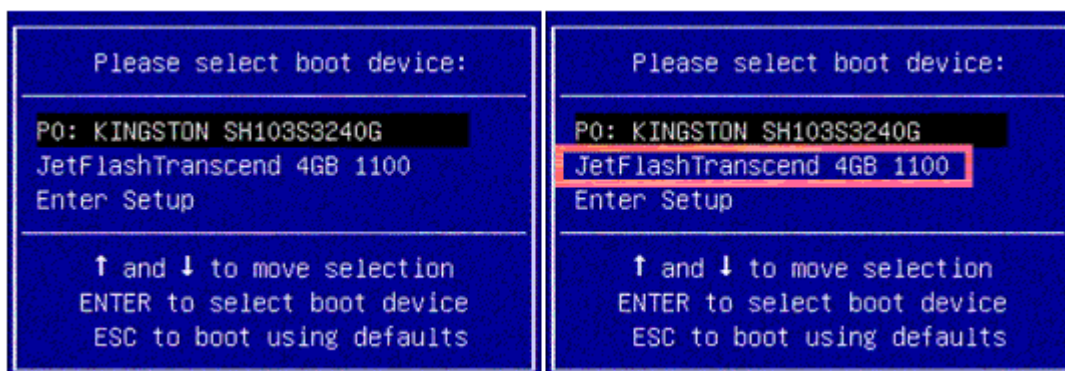 Please select boot device:
P0: KINGSTON SH103S3240G
JetFlashTranscend 4GB 1100
Enter Setup
↑ and ↓ to move selection
ENTER to select boot device
ESC to boot using defaults
Please select boot device:
P0: KINGSTON SH103S3240G
JetFlashTranscend 4GB 1100
Enter Setup
↑ and ↓ to move selection
ENTER to select boot device
ESC to boot using defaults